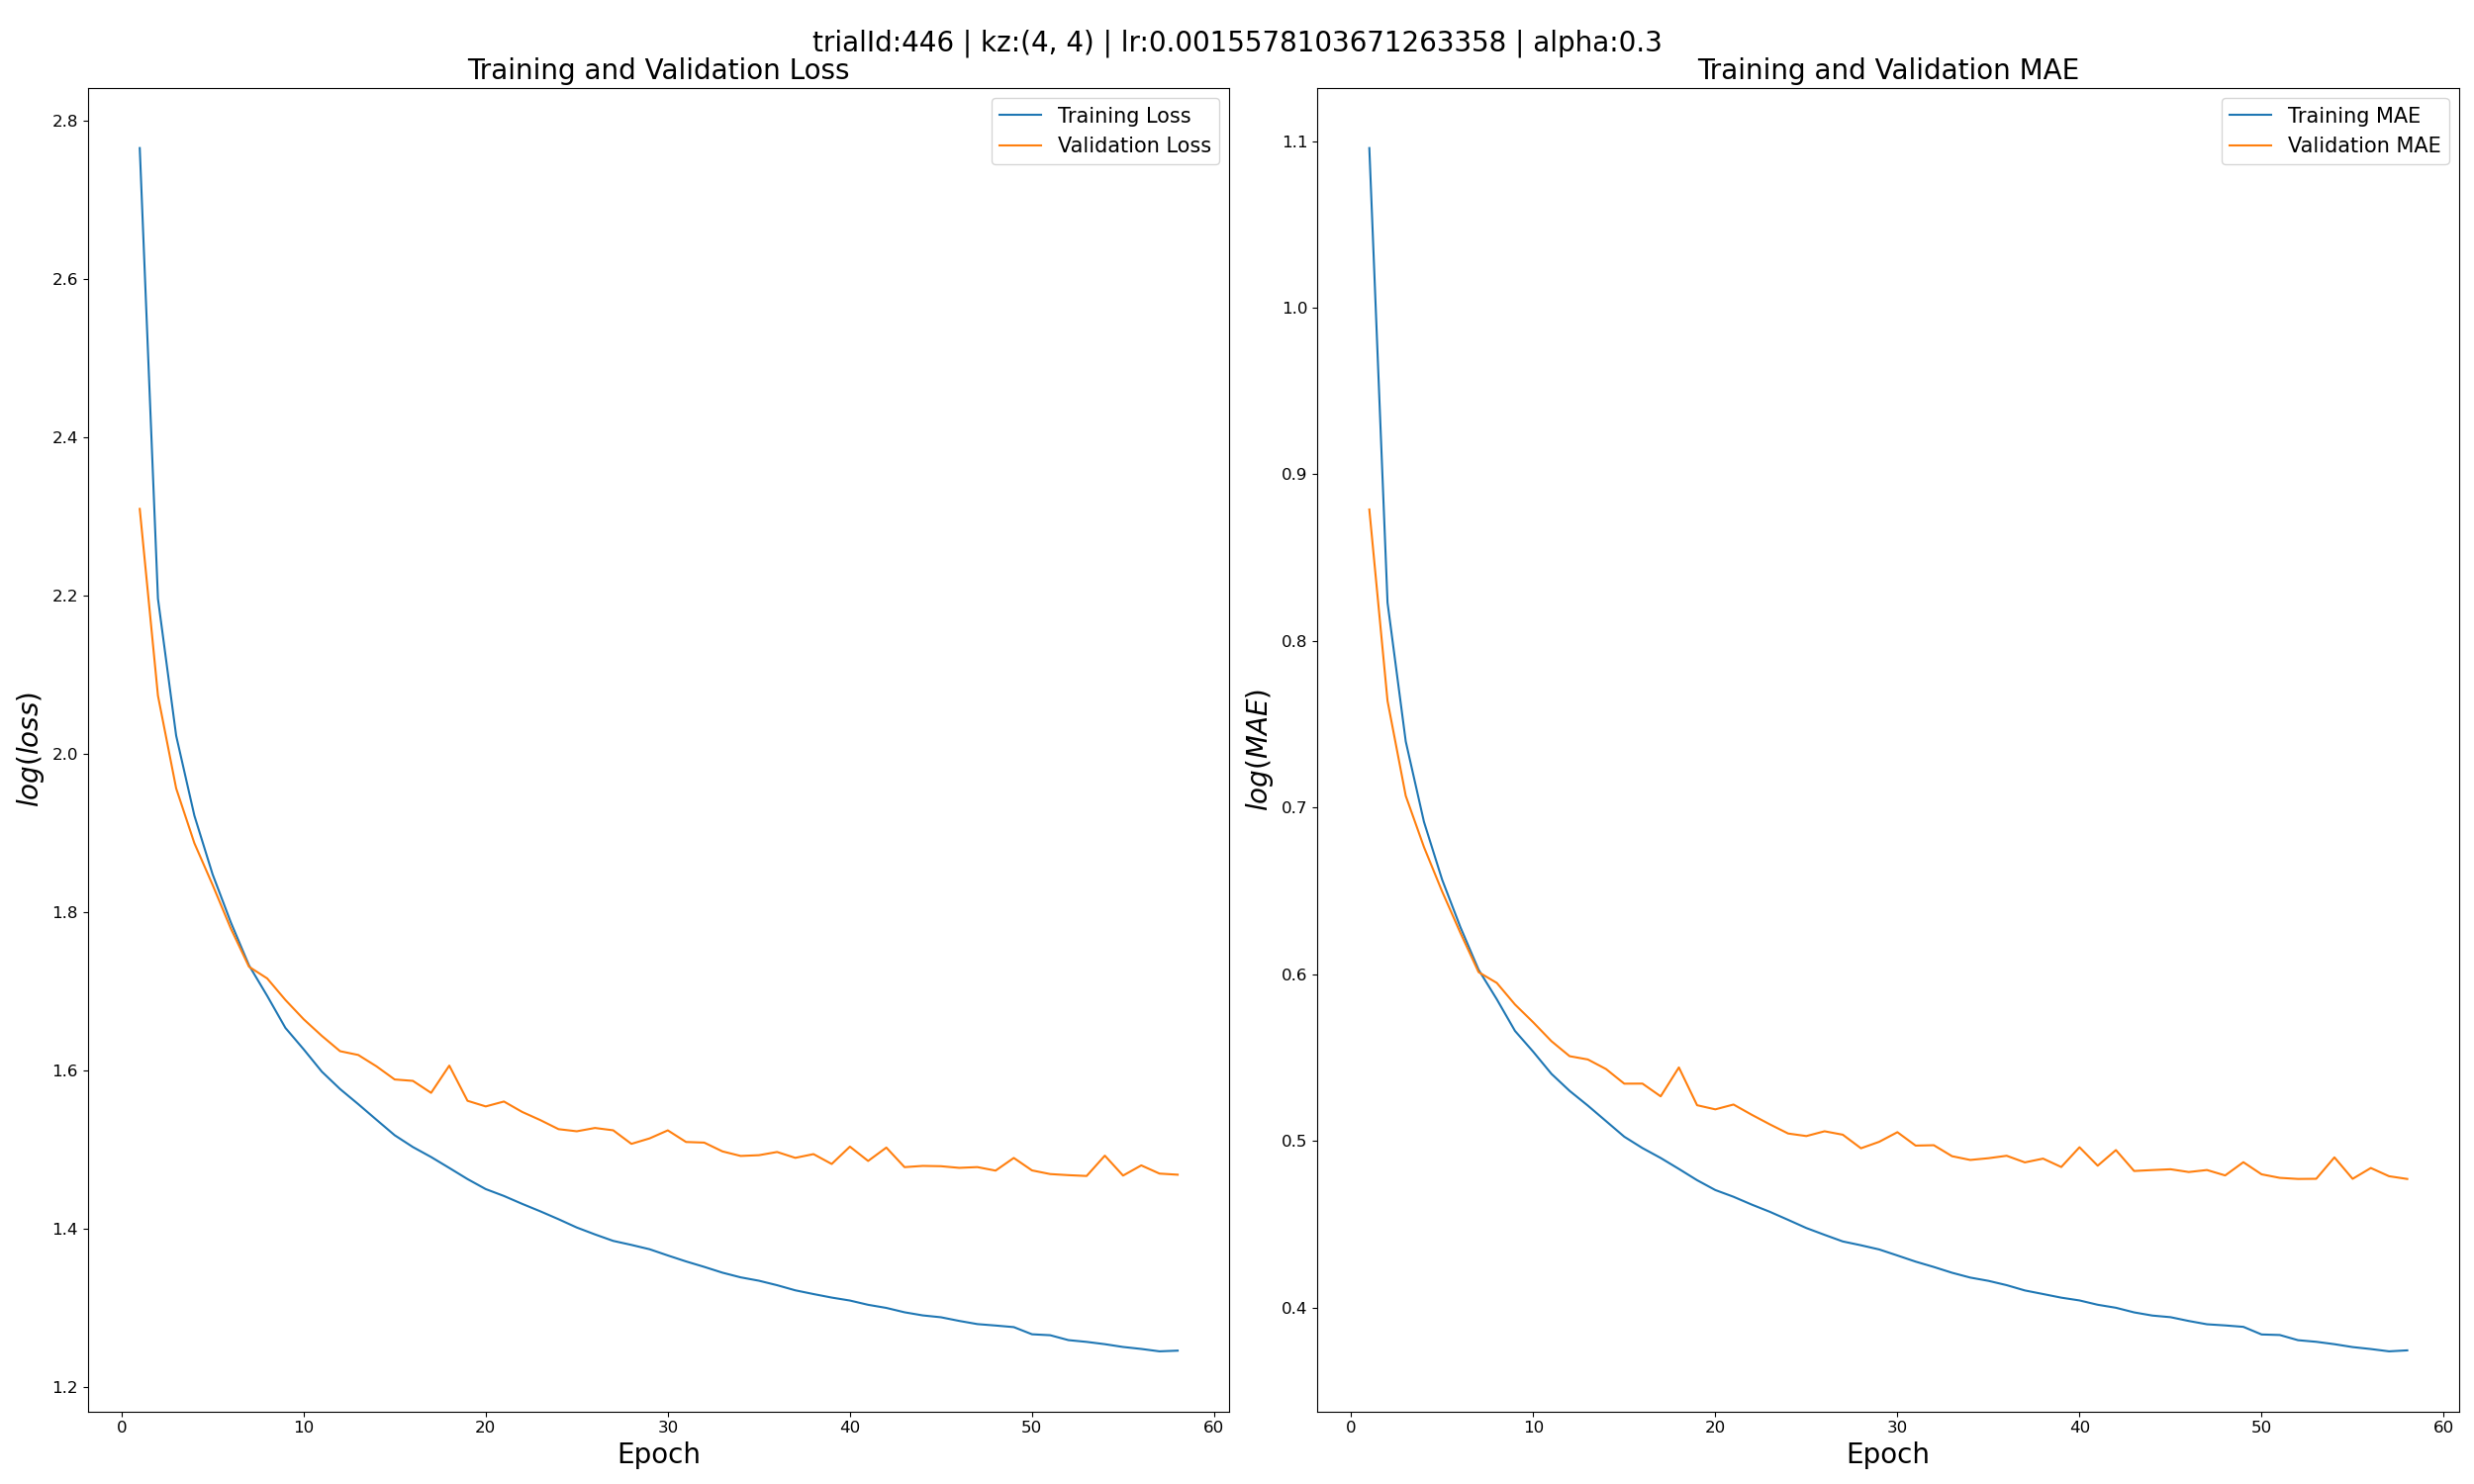 trialId:446 | kz:(4, 4) | lr:0.0015578103671263358 | alpha:0.3
Training and Validation Loss
Training Loss
Validation Loss
2.8
2.6
2.4
2.2
2.0
1.8
1.6
1.4
1.2
log(loss)
0 10 20 30 40 50 60
Epoch
Training and Validation MAE
Training MAE
Validation MAE
1.1
1.0
0.9
0.8
0.7
0.6
0.5
0.4
log(MAE)
0 10 20 30 40 50 60
Epoch